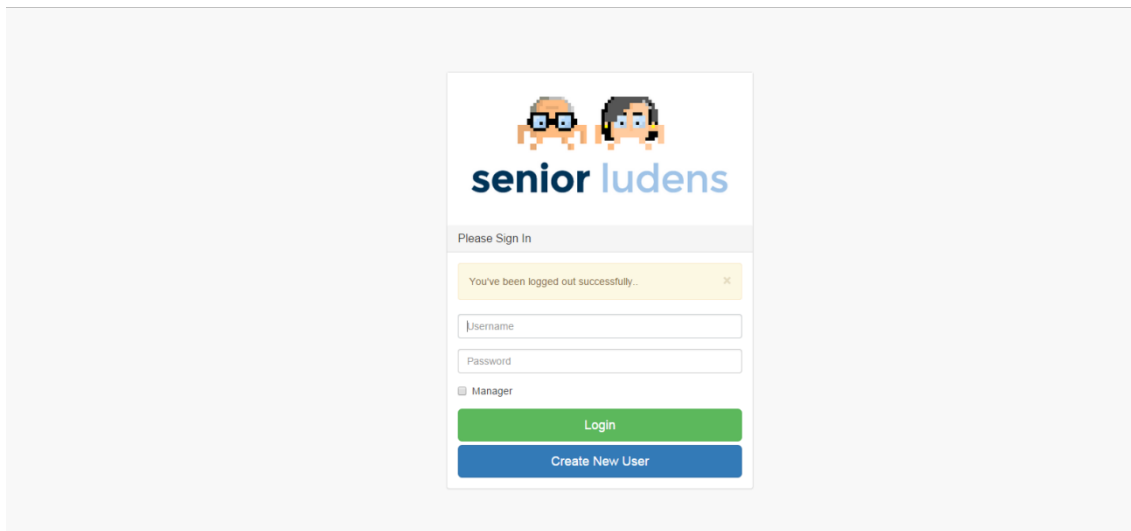 senior ludens
Please Sign In
You've been logged out successfully..
×
Username
Password
Manager
Login
Create New User